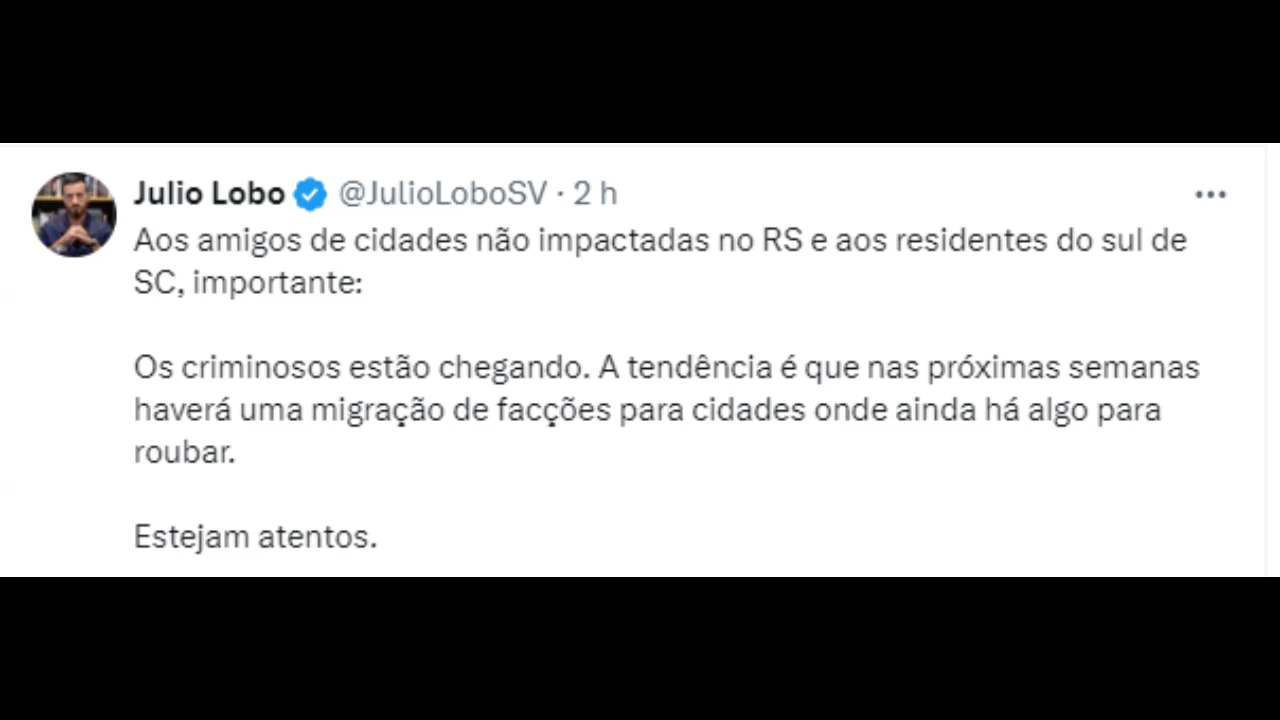 Julio Lobo @JulioLoboSV · 2 h
Aos amigos de cidades não impactadas no RS e aos residentes do sul de
SC, importante:
Os criminosos estão chegando. A tendência é que nas próximas semanas
haverá uma migração de facções para cidades onde ainda há algo para
roubar.
Estejam atentos.